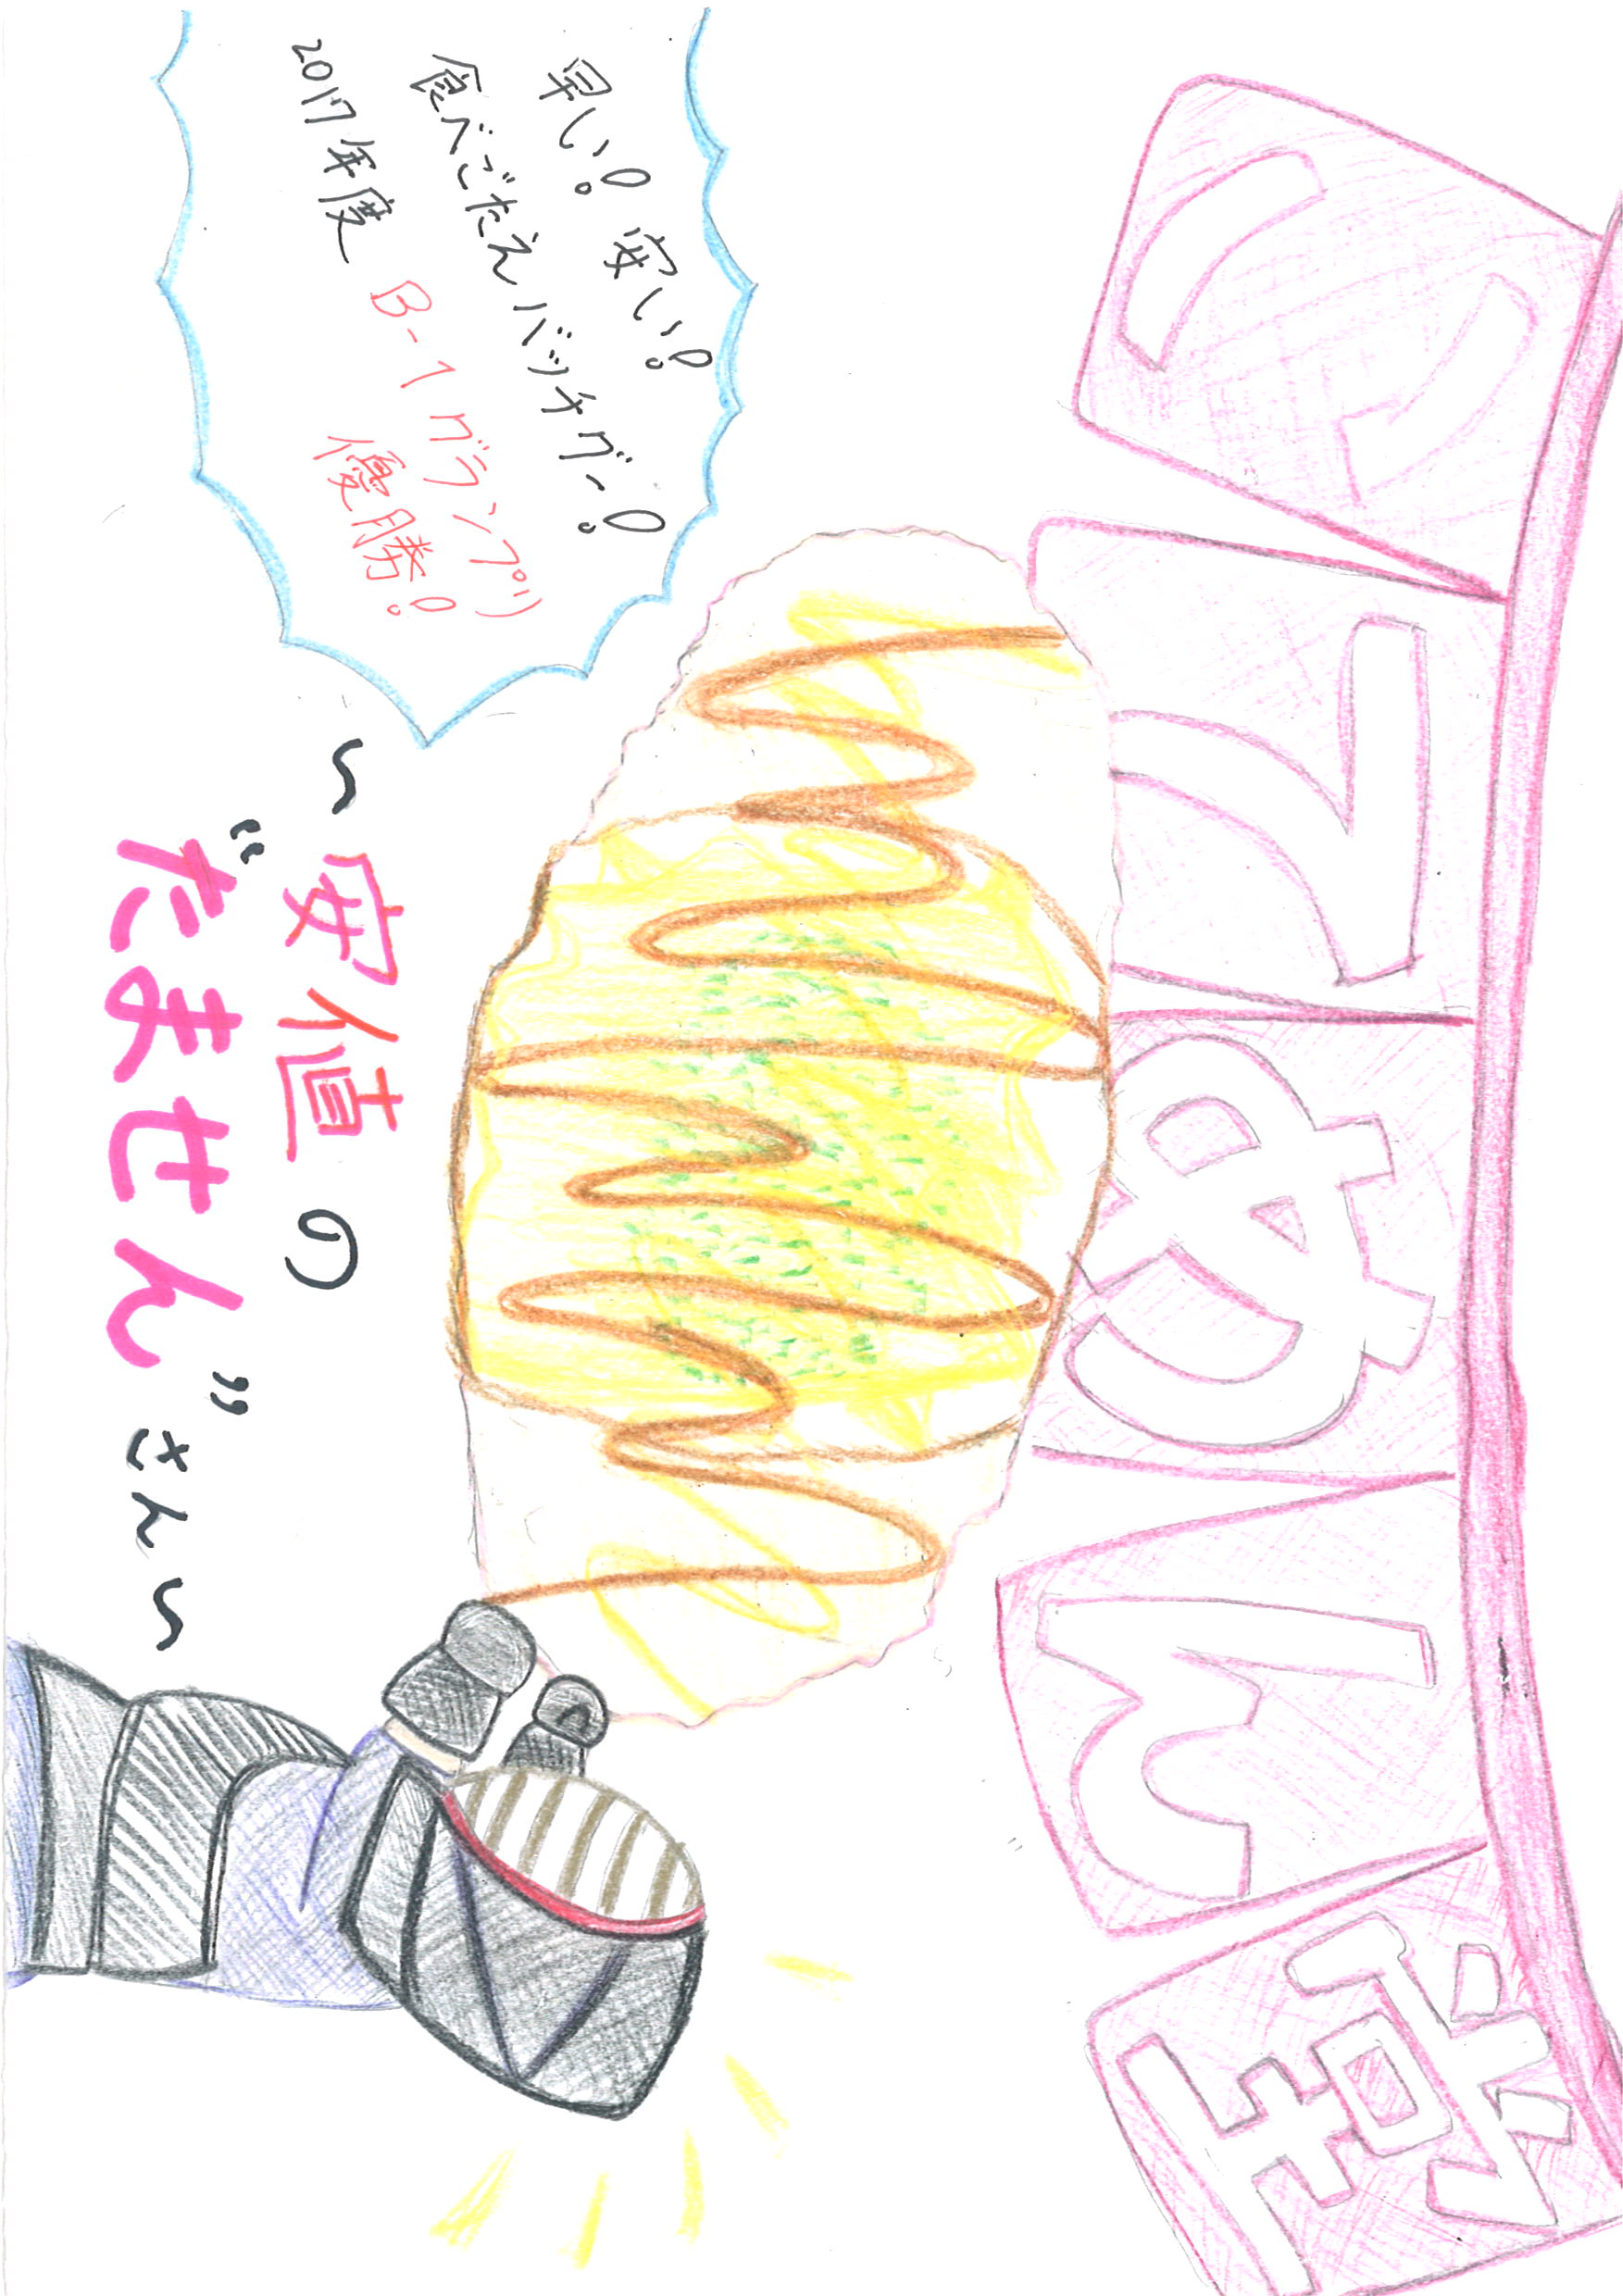 こてめん堂
早い! 安い!
食べごたえバッチグー!
2017年度 B-1グランプリ
優勝!
～安値の
“たません”さん～